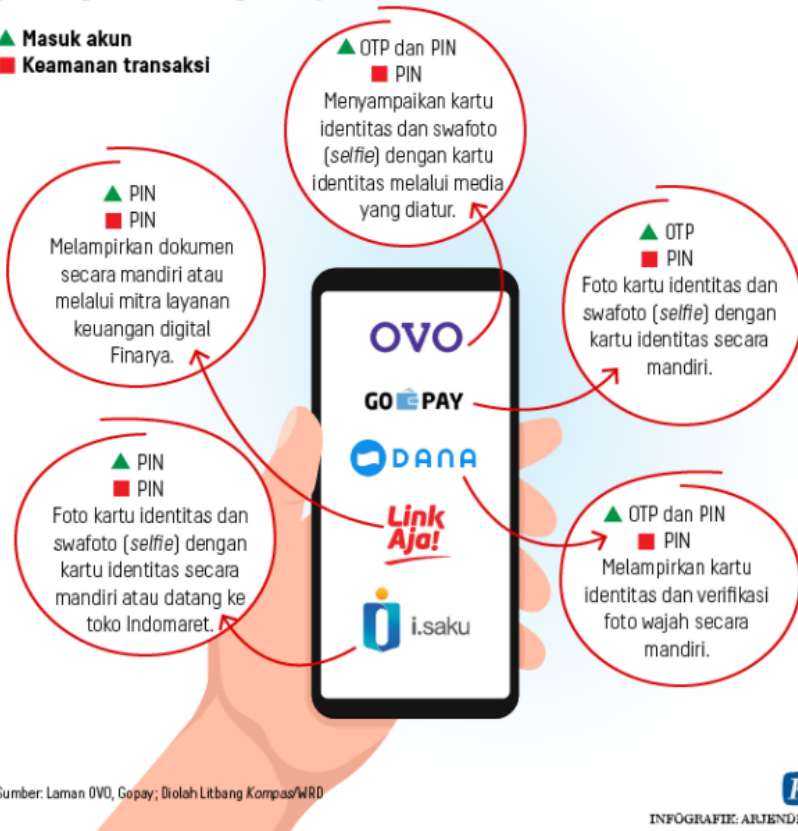 Masuk akun
Keamanan transaksi
OTP dan PIN
PIN
Menyampaikan kartu
identitas dan swafoto
(selfie) dengan kartu
identitas melalui media
yang diatur.
PIN
PIN
Melampirkan dokumen
secara mandiri atau
melalui mitra layanan
keuangan digital
Finarya.
OTP
PIN
Foto kartu identitas dan
swafoto (selfie) dengan
kartu identitas secara
mandiri.
PIN
PIN
Foto kartu identitas dan
swafoto (selfie) dengan
kartu identitas secara
mandiri atau datang ke
toko Indomaret.
OTP dan PIN
PIN
Melampirkan kartu
identitas dan verifikasi
foto wajah secara
mandiri.
OVO
GO PAY
DANA
Link
Aja!
i.saku
Sumber: Laman OVO, Gopay; Diolah Litbang Kompas/WRD
INFOGRAFIK: